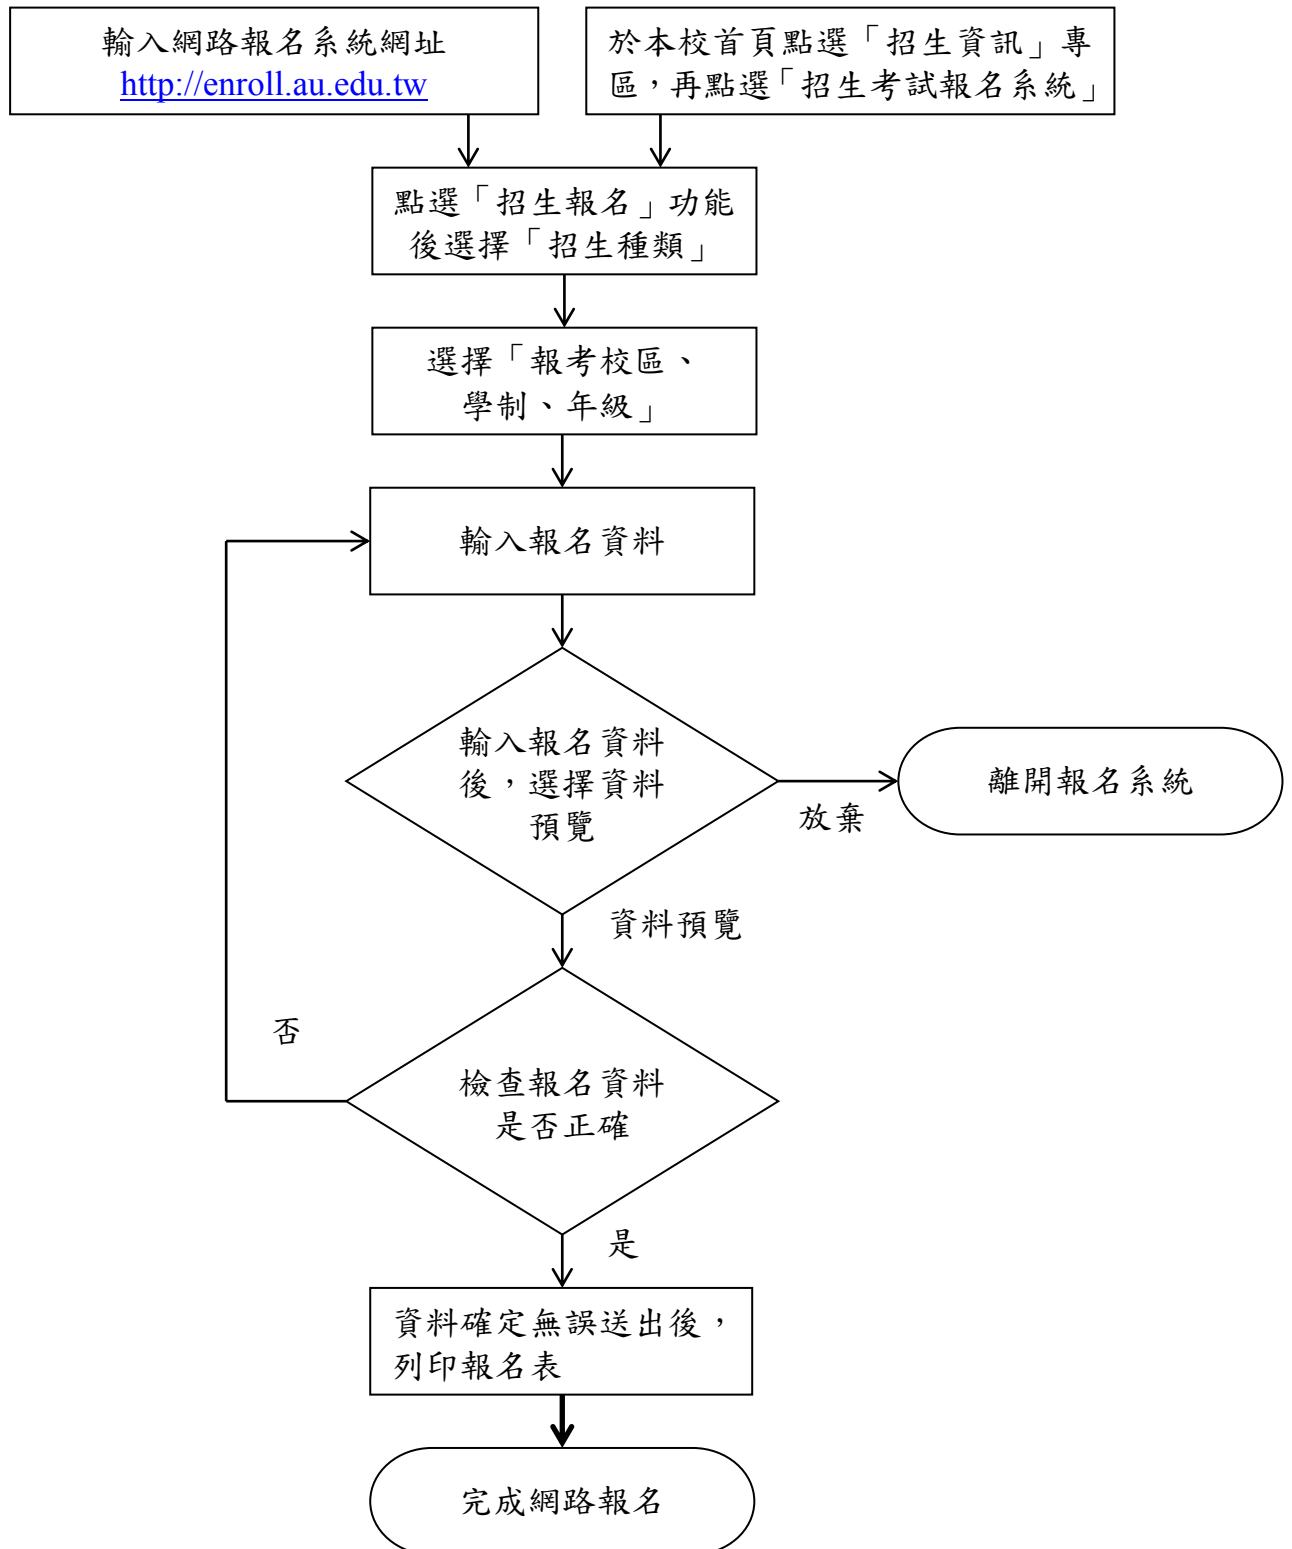 輸入網路報名系統網址
http://enroll.au.edu.tw
於本校首頁點選「招生資訊」專
區，再點選「招生考試報名系統」
點選「招生報名」功能
後選擇「招生種類」
選擇「報考校區、
學制、年級」
輸入報名資料
輸入報名資料
後，選擇資料
預覽
放棄
離開報名系統
資料預覽
否
檢查報名資料
是否正確
是
資料確定無誤送出後，
列印報名表
完成網路報名